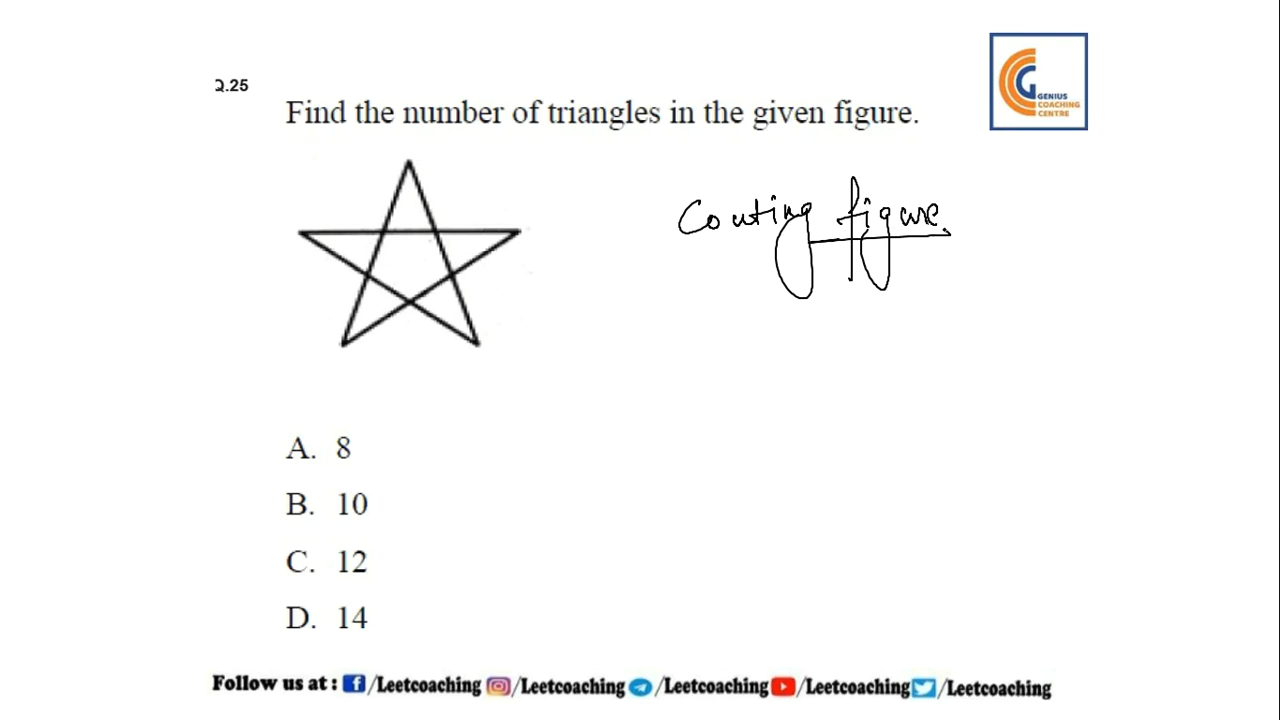 Q.25
GENIUS
COACHING
CENTRE
Find the number of triangles in the given figure.
Couting figure
A. 8
B. 10
C. 12
D. 14
Follow us at : /Leetcoaching /Leetcoaching /Leetcoaching /Leetcoaching /Leetcoaching